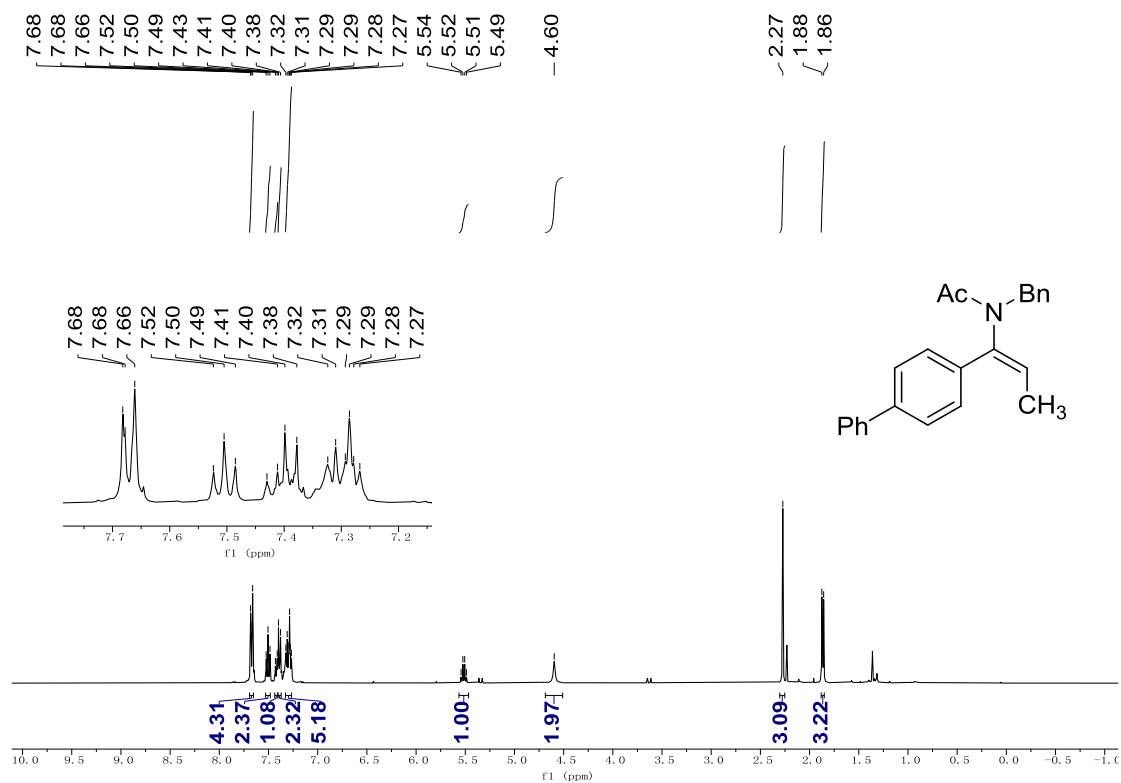 7.68 7.68 7.66 7.52 7.50 7.49 7.43 7.41 7.40 7.38 7.32 7.31 7.29 7.29 7.28 7.27 5.54 5.52 5.51 5.49 4.60 2.27 1.88 1.86
7.68 7.68 7.66 7.52 7.50 7.49 7.41 7.40 7.38 7.32 7.31 7.29 7.29 7.28 7.27
7.7 7.6 7.5 7.4 7.3 7.2
f1 (ppm)
Ac N Bn
CH3
Ph
4.31 2.37 1.08 2.32 5.18 1.00 1.97 3.09 3.22
10.0 9.5 9.0 8.5 8.0 7.5 7.0 6.5 6.0 5.5 5.0 4.5 4.0 3.5 3.0 2.5 2.0 1.5 1.0 0.5 0.0 -0.5 -1.0
f1 (ppm)